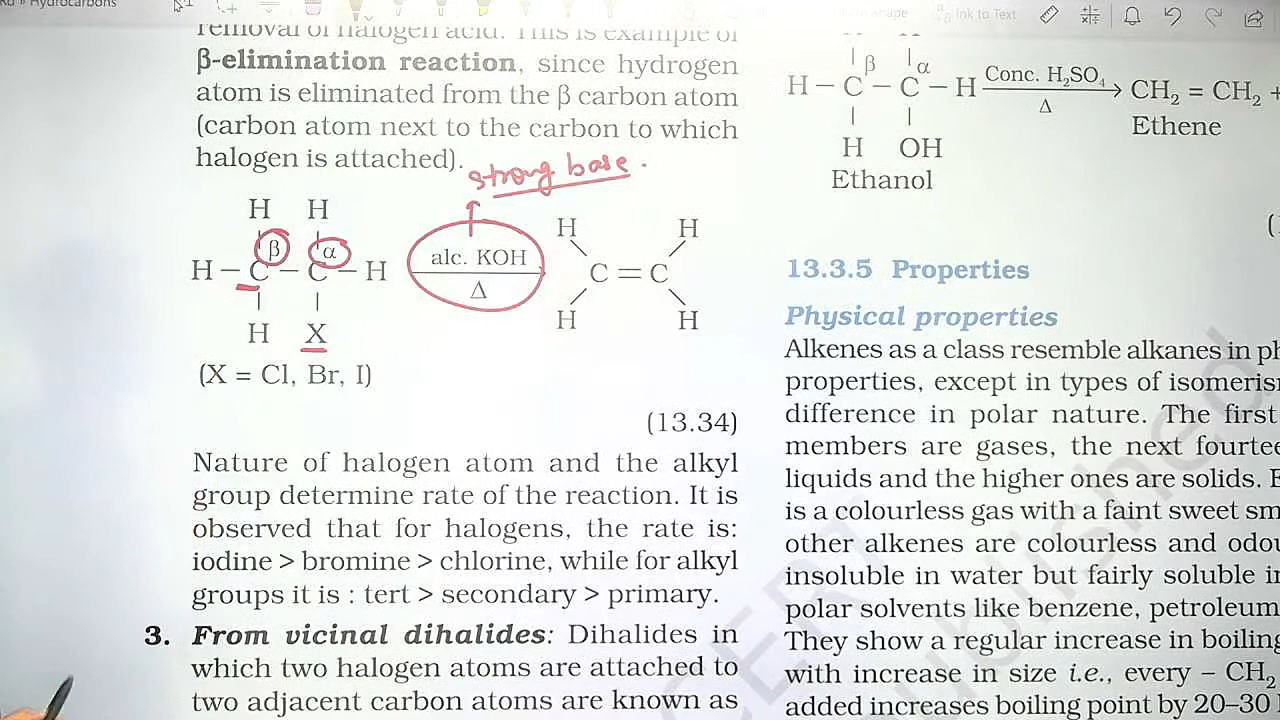 Hydrocarbons
Ink to Text
removal of halogen acid. This is example of
β-elimination reaction, since hydrogen
atom is eliminated from the β carbon atom
(carbon atom next to the carbon to which
halogen is attached).
strong base.
H H
β α
H – C – C – H
H X
alc. KOH
Δ
H H
C = C
H H
(X = Cl, Br, I)
(13.34)
Nature of halogen atom and the alkyl
group determine rate of the reaction. It is
observed that for halogens, the rate is:
iodine > bromine > chlorine, while for alkyl
groups it is : tert > secondary > primary.
3. From vicinal dihalides: Dihalides in
which two halogen atoms are attached to
two adjacent carbon atoms are known as
β α
H – C – C – H Conc. H₂SO₄ CH₂ = CH₂ +
Δ
Ethene
H OH
Ethanol
(
13.3.5 Properties
Physical properties
Alkenes as a class resemble alkanes in
properties, except in types of
difference in polar nature. The first
members are gases, the next
liquids and the higher ones are solids.
is a colourless gas with a faint sweet
other alkenes are colourless and
insoluble in water but fairly soluble
polar solvents like benzene, petroleum
They show a regular increase in boiling
with increase in size i.e., every – CH₂
added increases boiling point by 20–30